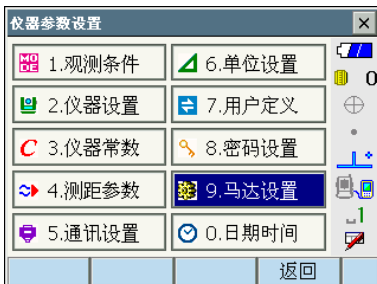 仪器参数设置
1.观测条件
2.仪器设置
3.仪器常数
4.测距参数
5.通讯设置
6.单位设置
7.用户定义
8.密码设置
9.马达设置
0.日期时间
0
1
返回